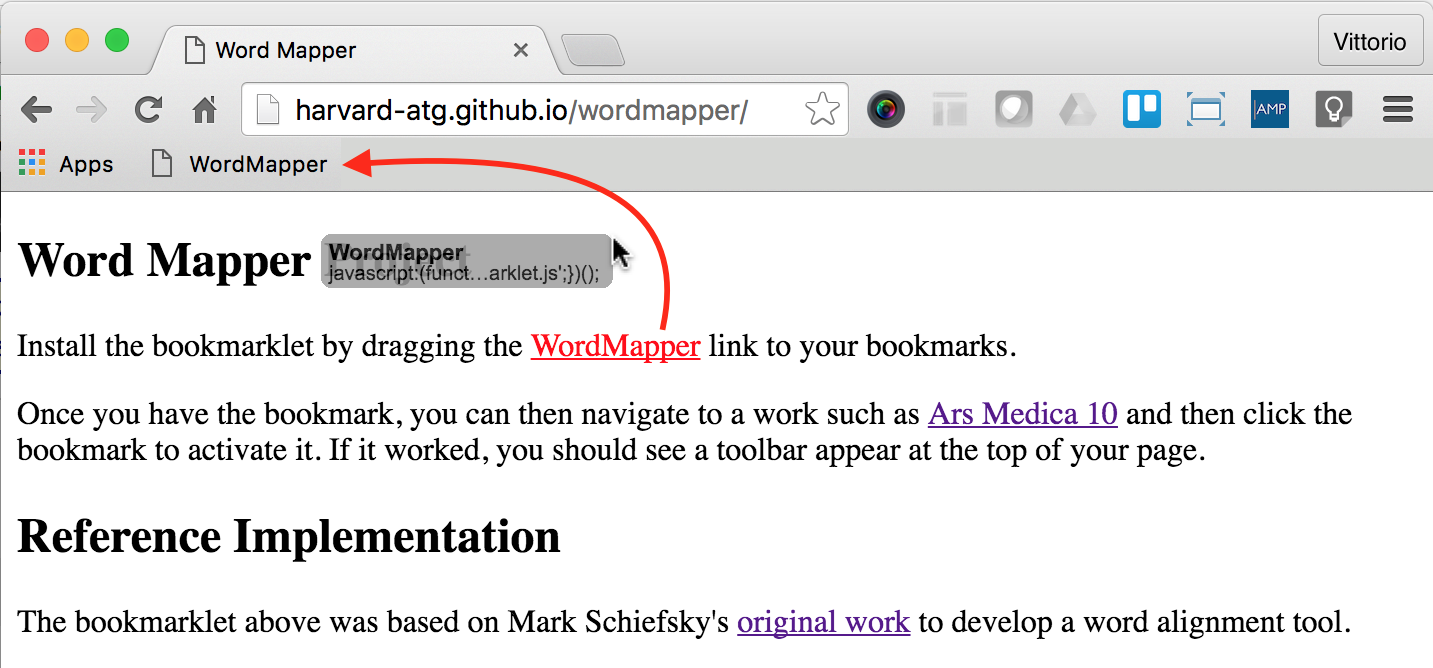 Word Mapper
Vittorio
harvard-atg.github.io/wordmapper/
|AMP
Apps
WordMapper
Word Mapper Project
WordMapper
javascript:(funct…arklet.js';})();
Install the bookmarklet by dragging the WordMapper link to your bookmarks.
Once you have the bookmark, you can then navigate to a work such as Ars Medica 10 and then click the
bookmark to activate it. If it worked, you should see a toolbar appear at the top of your page.
Reference Implementation
The bookmarklet above was based on Mark Schiefsky's original work to develop a word alignment tool.